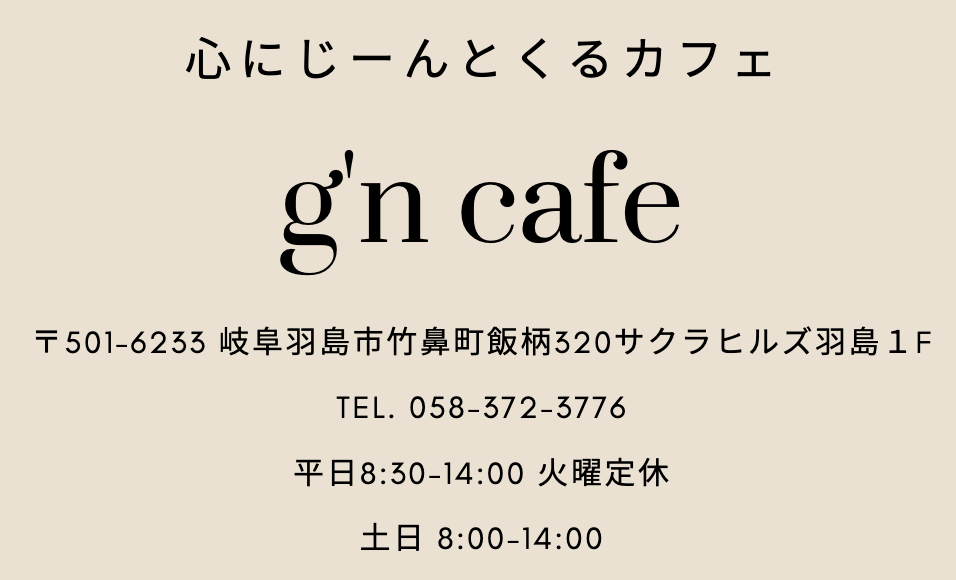 心にじーんとくるカフェ
g'n cafe
〒501-6233 岐阜羽島市竹鼻町飯柄320サクラヒルズ羽島１F
TEL. 058-372-3776
平日8:30-14:00 火曜定休
土日 8:00-14:00